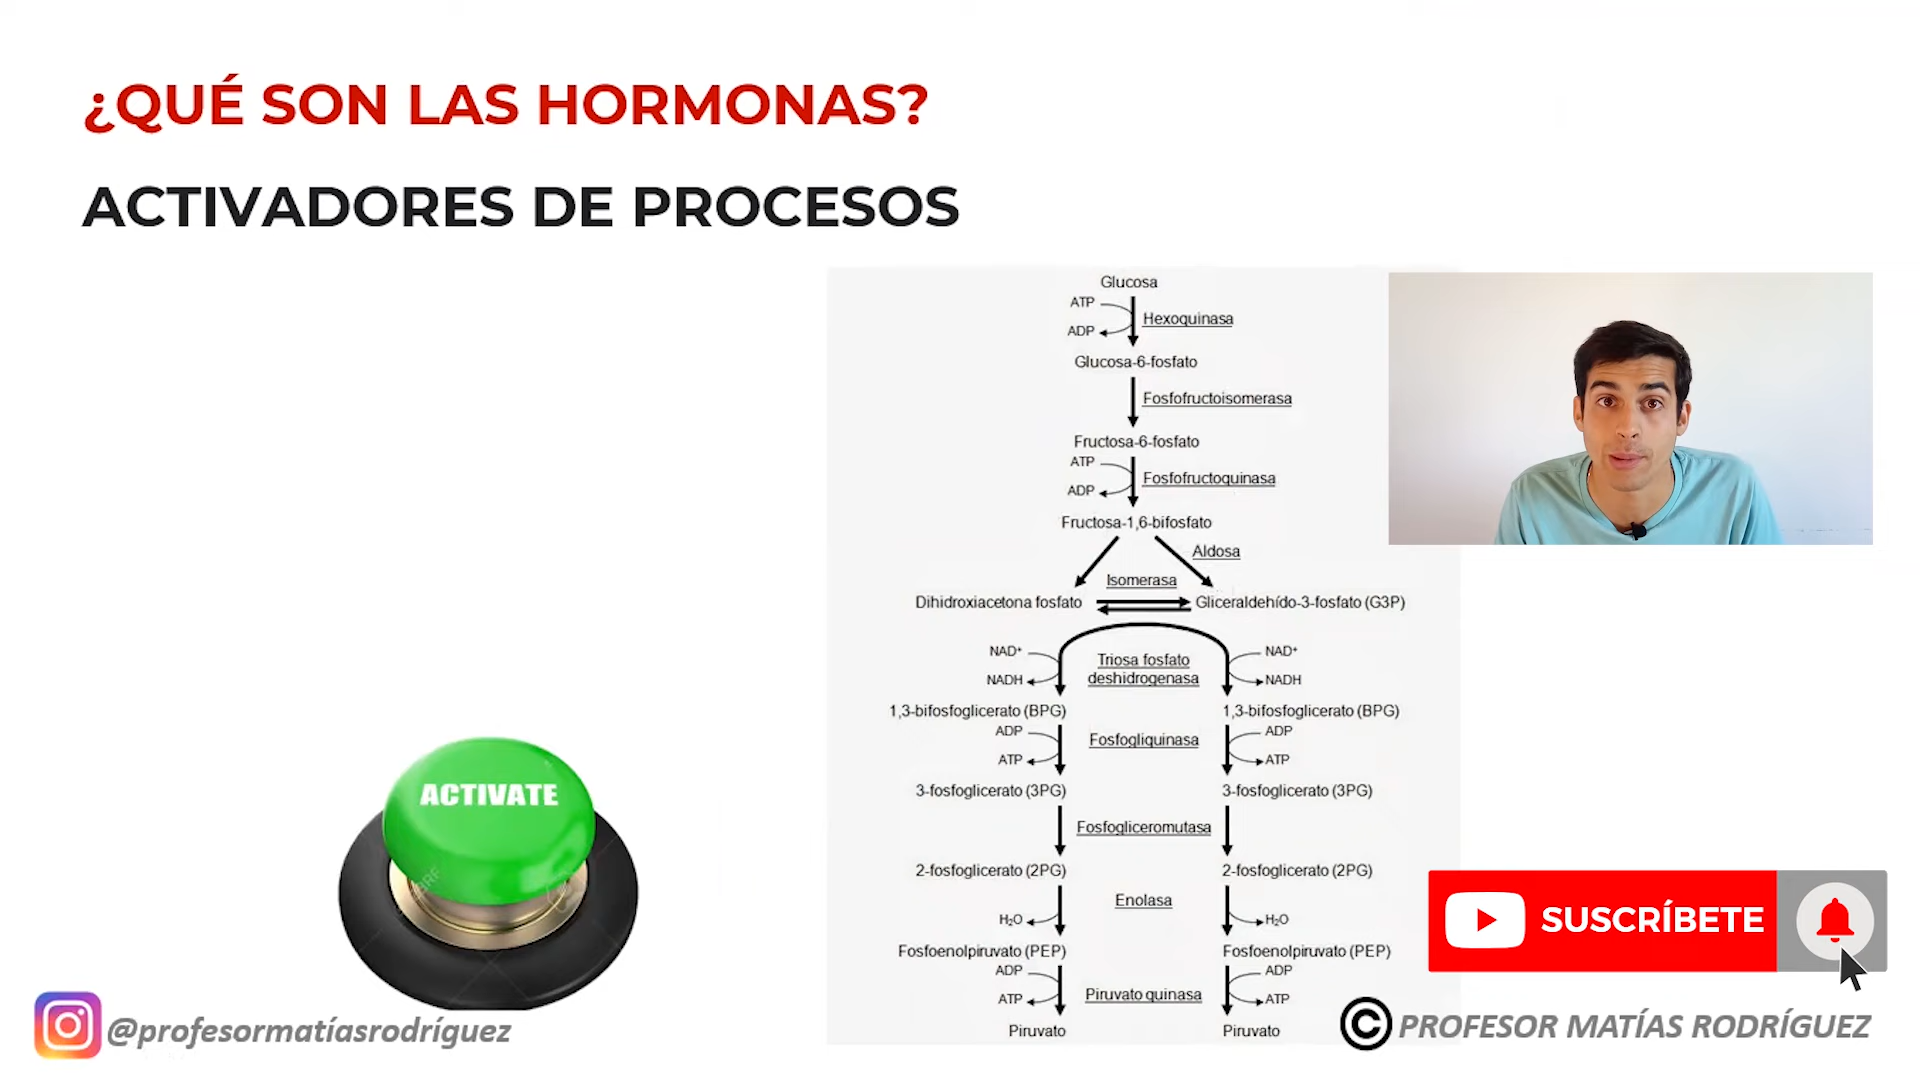 ¿QUÉ SON LAS HORMONAS?
ACTIVADORES DE PROCESOS
Glucosa
ATP
Hexoquinasa
ADP
Glucosa-6-fosfato
Fosfofructoisomerasa
Fructosa-6-fosfato
ATP
Fosfofructoquinasa
ADP
Fructosa-1,6-bifosfato
Aldosa
Isomerasa
Dihidroxiacetona fosfato
Gliceraldehído-3-fosfato (G3P)
NAD+
NAD+
Triosa fosfato
deshidrogenasa
NADH
NADH
1,3-bifosfoglicerato (BPG)
1,3-bifosfoglicerato (BPG)
ADP
ADP
Fosfogliquinasa
ATP
ATP
3-fosfoglicerato (3PG)
3-fosfoglicerato (3PG)
Fosfogliceromutasa
2-fosfoglicerato (2PG)
2-fosfoglicerato (2PG)
Enolasa
H₂O
H₂O
Fosfoenolpiruvato (PEP)
Fosfoenolpiruvato (PEP)
ADP
ADP
Piruvato quinasa
ATP
ATP
Piruvato
Piruvato
ACTIVATE
SUSCRÍBETE
@profesormatíasrodríguez
© PROFESOR MATÍAS RODRÍGUEZ